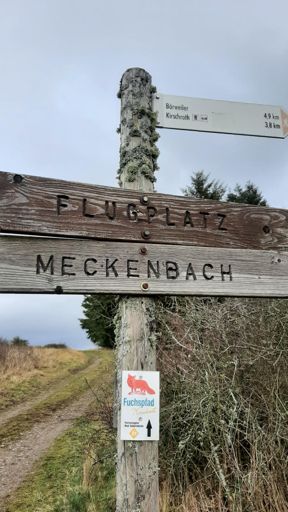 Börweiler 4,9 km
Kirschroth 3,8 km
FLUGPLATZ
MECKENBACH
Fuchspfad